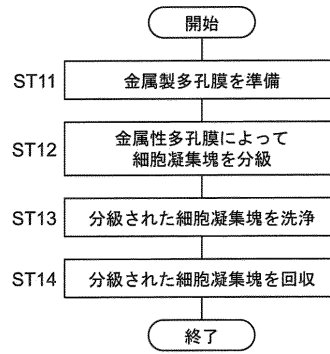 開始
ST11 金属製多孔膜を準備
ST12 金属性多孔膜によって
細胞凝集塊を分級
ST13 分級された細胞凝集塊を洗浄
ST14 分級された細胞凝集塊を回収
終了